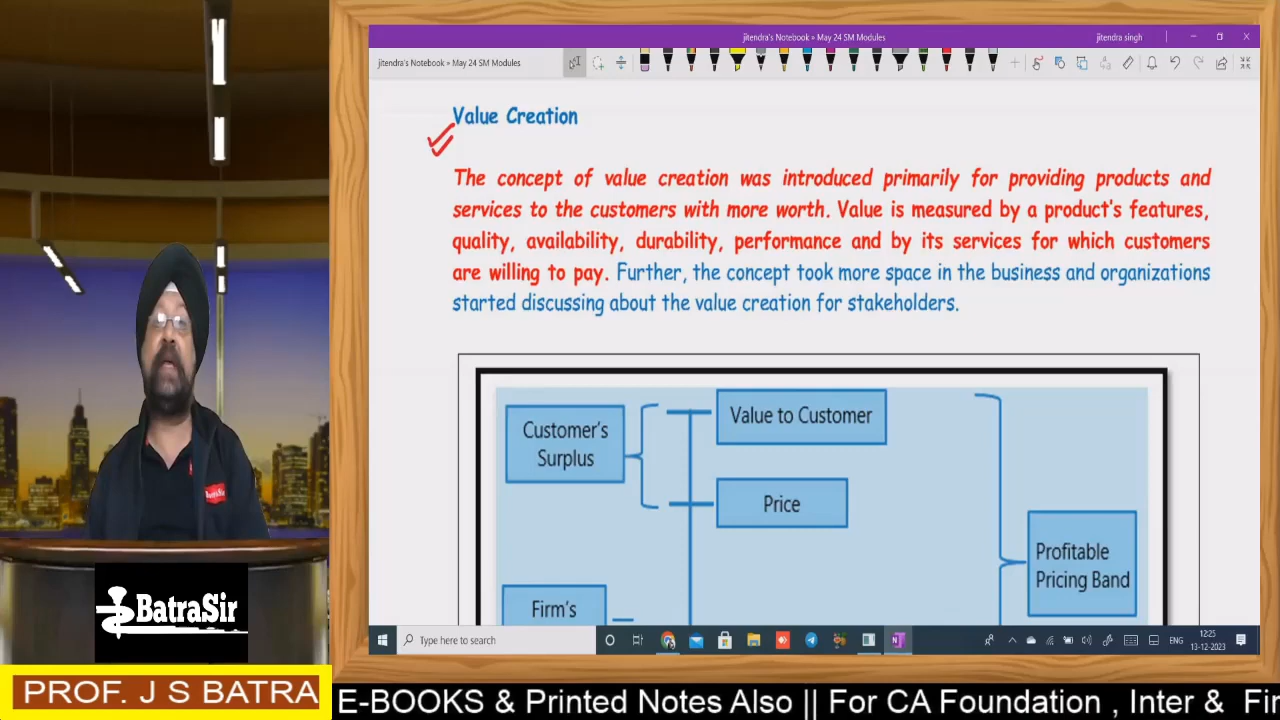 jitendra's Notebook » May 24 SM Modules
jitendra singh
jitendra's Notebook » May 24 SM Modules
Value Creation
The concept of value creation was introduced primarily for providing products and
services to the customers with more worth. Value is measured by a product's features,
quality, availability, durability, performance and by its services for which customers
are willing to pay. Further, the concept took more space in the business and organizations
started discussing about the value creation for stakeholders.
Customer's
Surplus
Value to Customer
Price
Profitable
Pricing Band
Firm's
BatraSir
BatraSir
Type here to search
ENG
12:25
13-12-2023
PROF. J S BATRA
E-BOOKS & Printed Notes Also || For CA Foundation , Inter & Fin